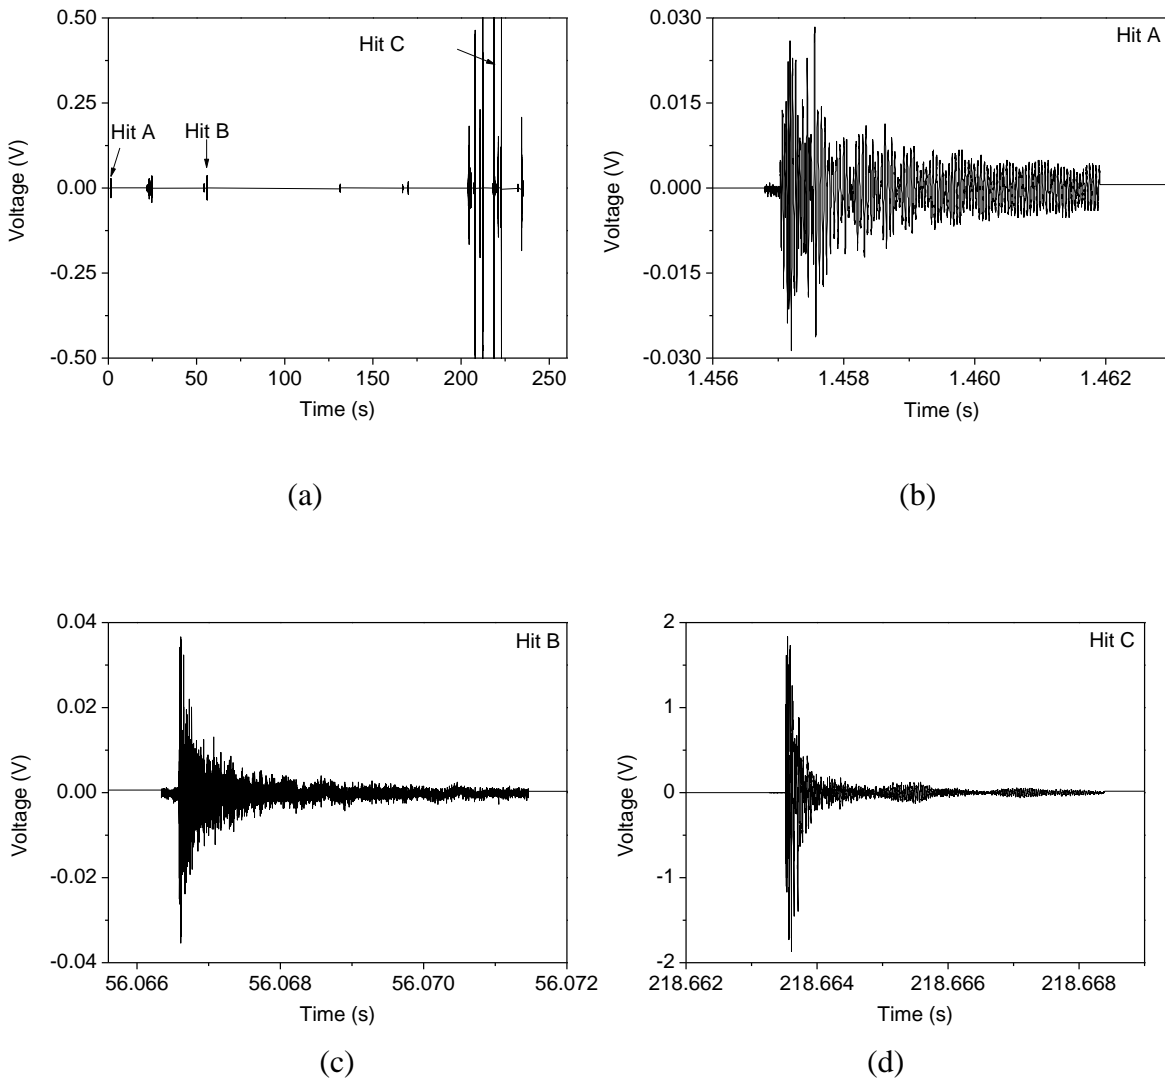 0.50
0.25
0.00
-0.25
-0.50
Voltage (V)
Hit A
Hit B
Hit C
0 50 100 150 200 250
Time (s)
(a)
0.030
0.015
0.000
-0.015
-0.030
Voltage (V)
Hit A
1.456 1.458 1.460 1.462
Time (s)
(b)
0.04
0.02
0.00
-0.02
-0.04
Voltage (V)
Hit B
56.066 56.068 56.070 56.072
Time (s)
(c)
2
1
0
-1
-2
Voltage (V)
Hit C
218.662 218.664 218.666 218.668
Time (s)
(d)